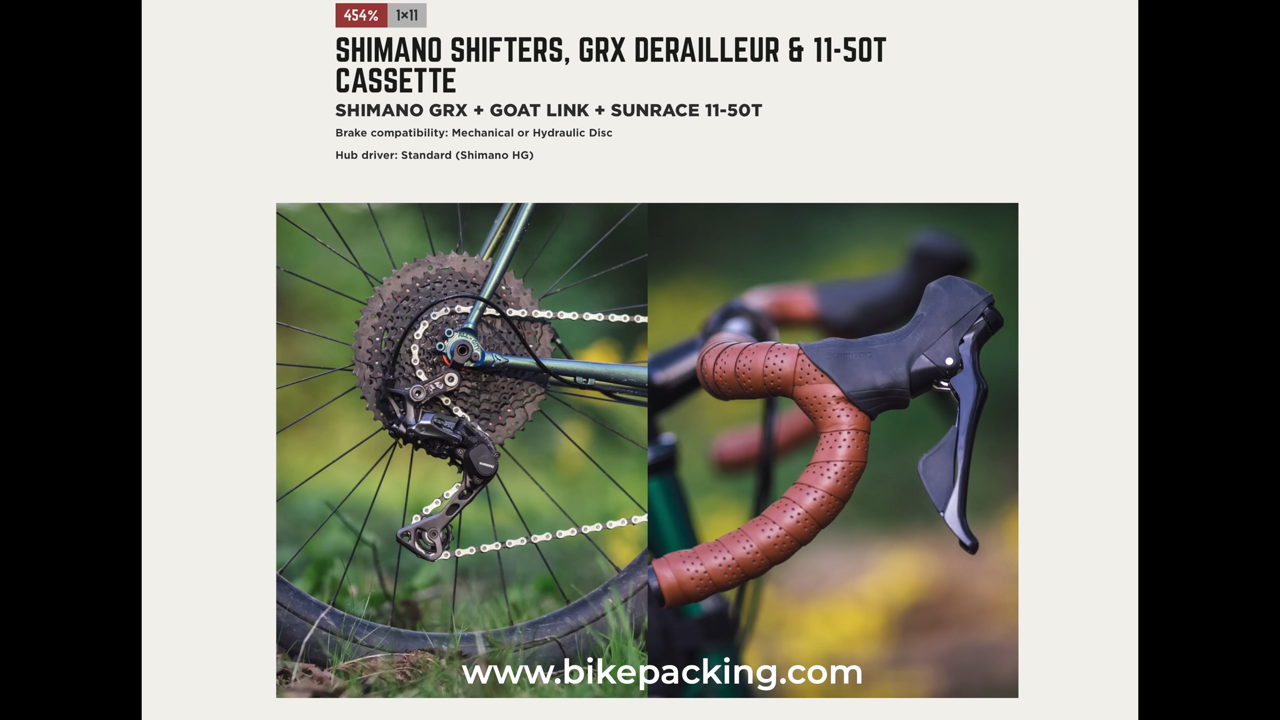 454% 1×11
SHIMANO SHIFTERS, GRX DERAILLEUR & 11-50T
CASSETTE
SHIMANO GRX + GOAT LINK + SUNRACE 11-50T
Brake compatibility: Mechanical or Hydraulic Disc
Hub driver: Standard (Shimano HG)
www.bikepacking.com